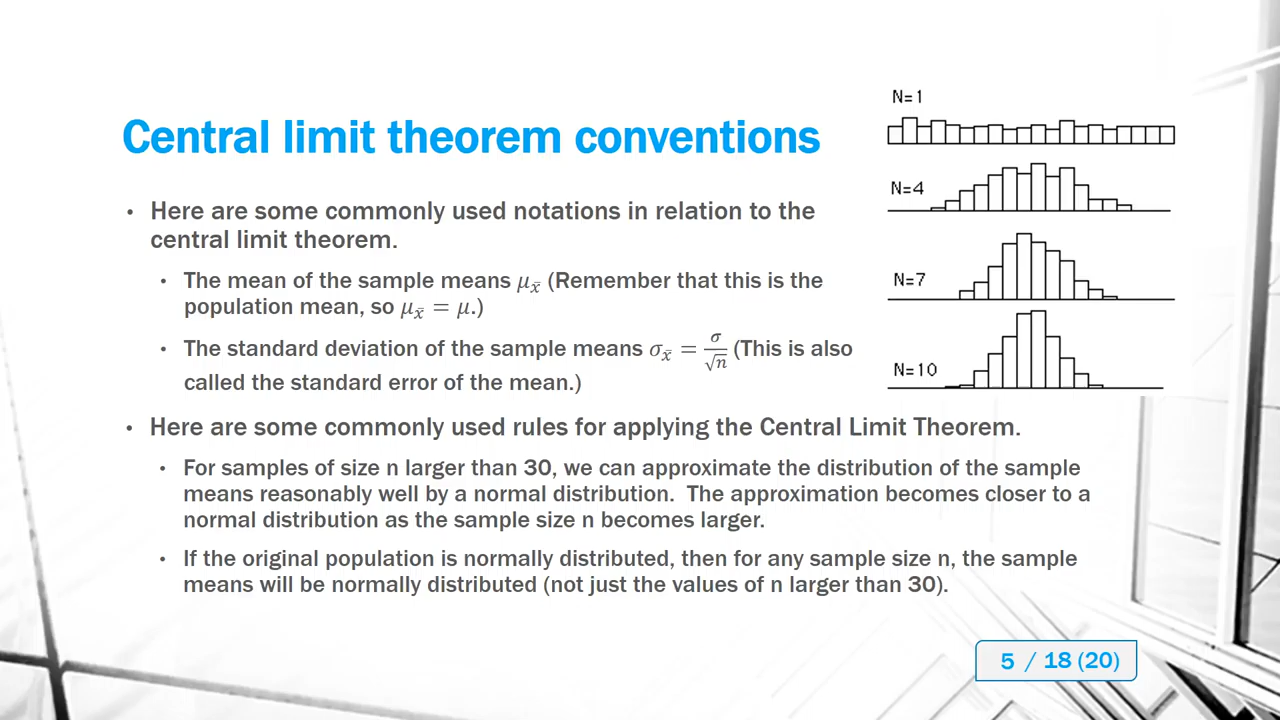 Central limit theorem conventions
• Here are some commonly used notations in relation to the
central limit theorem.
• The mean of the sample means μx̄ (Remember that this is the
population mean, so μx̄ = μ.)
• The standard deviation of the sample means σx̄ = σ/√n (This is also
called the standard error of the mean.)
• Here are some commonly used rules for applying the Central Limit Theorem.
• For samples of size n larger than 30, we can approximate the distribution of the sample
means reasonably well by a normal distribution.  The approximation becomes closer to a
normal distribution as the sample size n becomes larger.
• If the original population is normally distributed, then for any sample size n, the sample
means will be normally distributed (not just the values of n larger than 30).
N=1
N=4
N=7
N=10
5 / 18 (20)